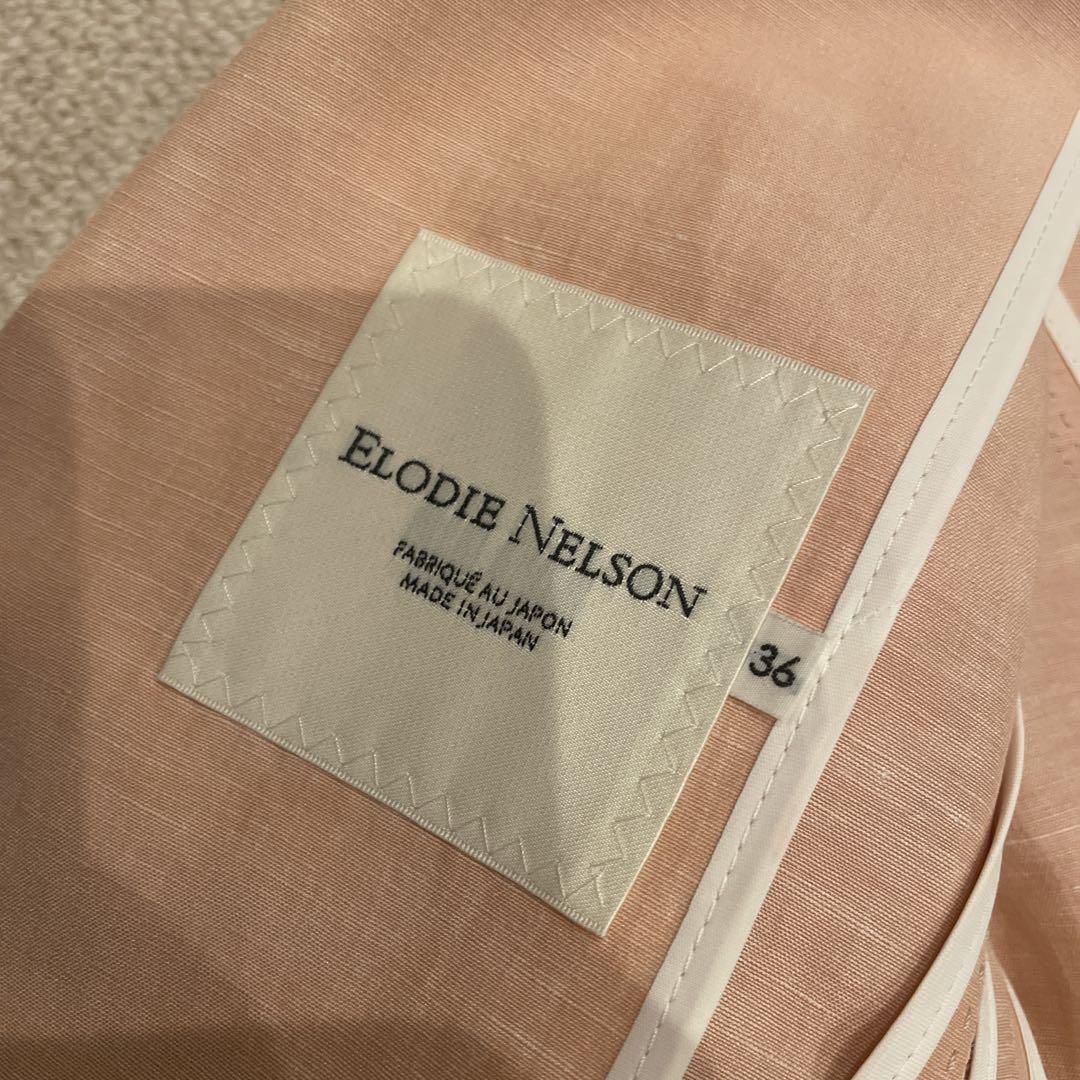 ELODIE NELSON
FABRIQUÉ AU JAPON
MADE IN JAPAN
36